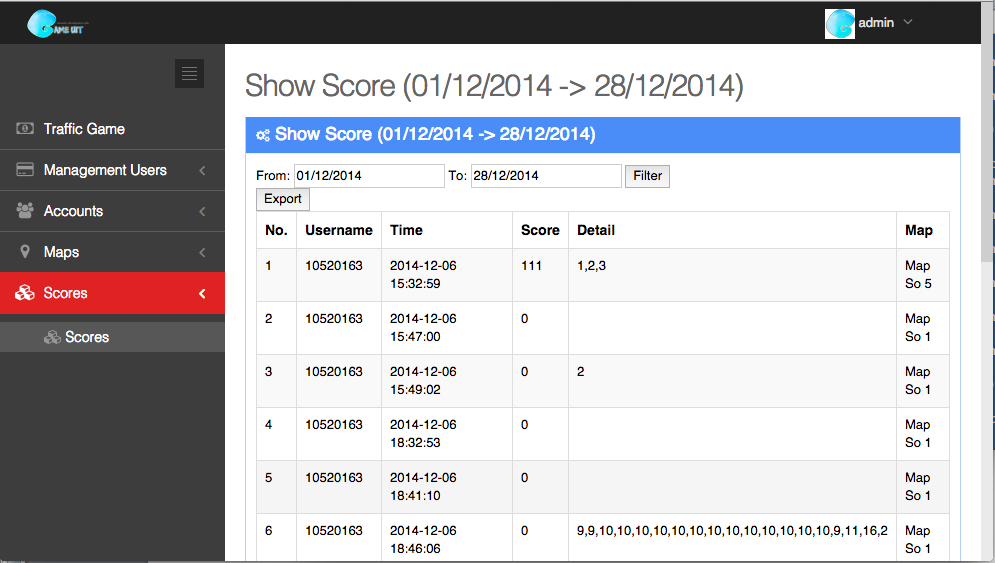 GAME UIT
admin
Show Score (01/12/2014 -> 28/12/2014)
Traffic Game
Management Users
Accounts
Maps
Scores
Scores
Show Score (01/12/2014 -> 28/12/2014)
From: 01/12/2014 To: 28/12/2014 Filter
Export
No. Username Time Score Detail Map
1 10520163 2014-12-06 111 1,2,3 Map
15:32:59 So 5
2 10520163 2014-12-06 0 Map
15:47:00 So 1
3 10520163 2014-12-06 0 2 Map
15:49:02 So 1
4 10520163 2014-12-06 0 Map
18:32:53 So 1
5 10520163 2014-12-06 0 Map
18:41:10 So 1
6 10520163 2014-12-06 0 9,9,10,10,10,10,10,10,10,10,10,10,10,10,10,9,11,16,2 Map
18:46:06 So 1